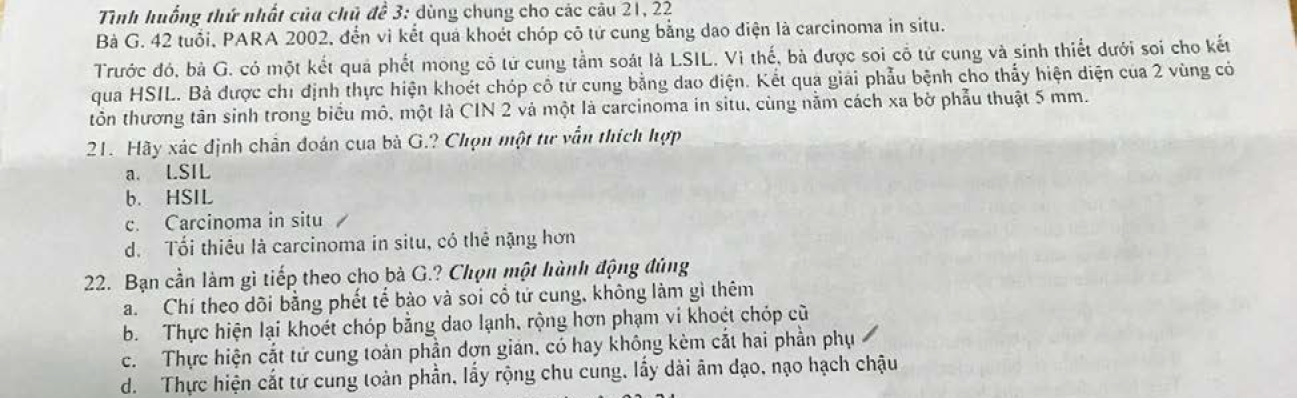 Tình huống thứ nhất của chủ đề 3: dùng chung cho các câu 21, 22
Bà G. 42 tuổi, PARA 2002, đến vì kết quả khoét chóp cổ tử cung bằng dao điện là carcinoma in situ.
Trước đó, bà G. có một kết quả phết mỏng cổ tử cung tầm soát là LSIL. Vì thế, bà được soi cổ tử cung và sinh thiết dưới soi cho kết
quả HSIL. Bà được chỉ định thực hiện khoét chóp cổ tử cung bằng dao điện. Kết quả giải phẫu bệnh cho thấy hiện diện của 2 vùng có
tổn thương tân sinh trong biểu mô, một là CIN 2 và một là carcinoma in situ, cùng nằm cách xa bờ phẫu thuật 5 mm.
21. Hãy xác định chẩn đoán của bà G.? Chọn một tư vấn thích hợp
a. LSIL
b. HSIL
c. Carcinoma in situ
d. Tối thiểu là carcinoma in situ, có thể nặng hơn
22. Bạn cần làm gì tiếp theo cho bà G.? Chọn một hành động đúng
a. Chỉ theo dõi bằng phết tế bào và soi cổ tử cung, không làm gì thêm
b. Thực hiện lại khoét chóp bằng dao lạnh, rộng hơn phạm vi khoét chóp cũ
c. Thực hiện cắt tử cung toàn phần đơn giản, có hay không kèm cắt hai phần phụ
d. Thực hiện cắt tử cung toàn phần, lấy rộng chu cung, lấy dài âm đạo, nạo hạch chậu